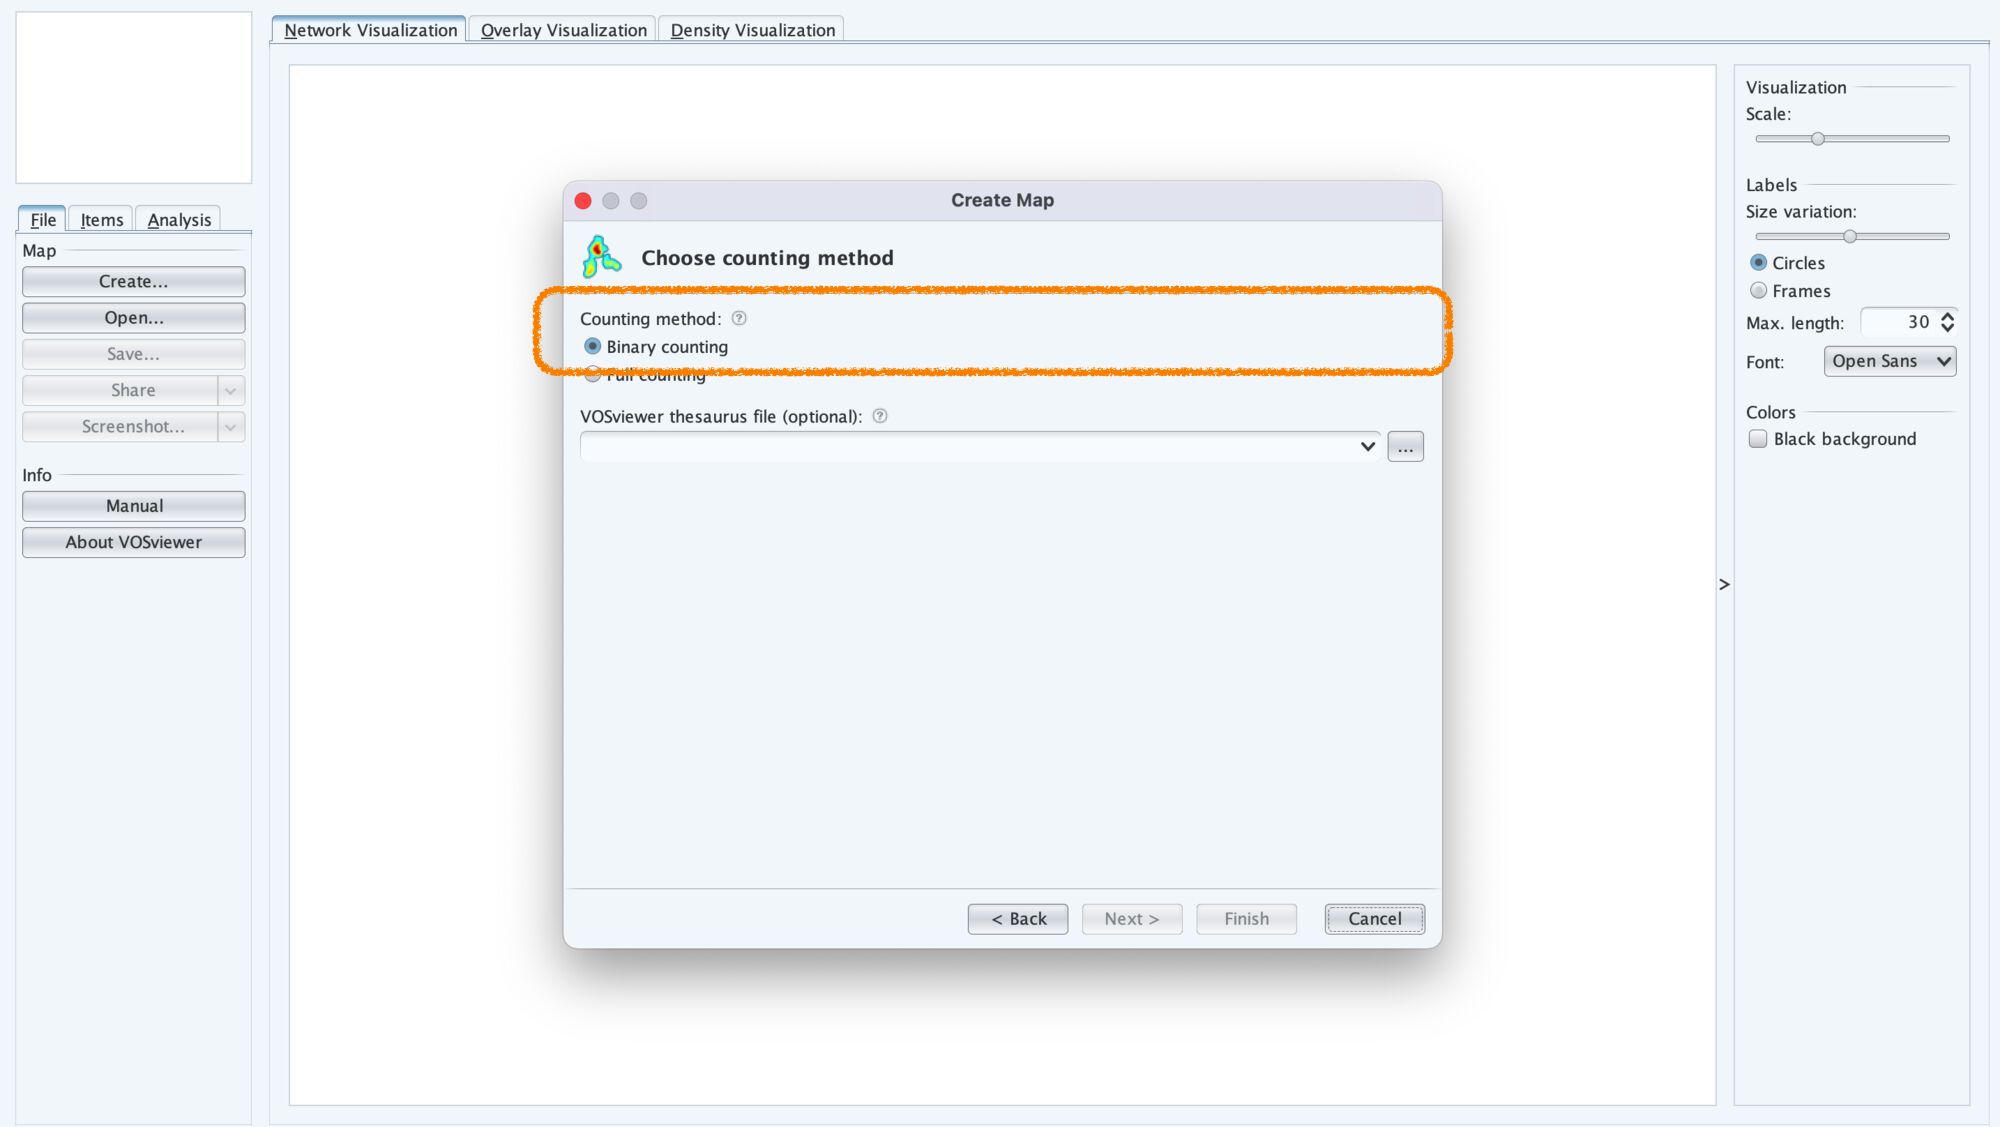 Network Visualization
Overlay Visualization
Density Visualization
File
Items
Analysis
Map
Create...
Open...
Save...
Share
Screenshot...
Info
Manual
About VOSviewer
Create Map
Choose counting method
Counting method: ?
Binary counting
Full counting
VOSviewer thesaurus file (optional): ?
...
< Back
Next >
Finish
Cancel
>
Visualization
Scale:
Labels
Size variation:
Circles
Frames
Max. length: 30
Font: Open Sans
Colors
Black background